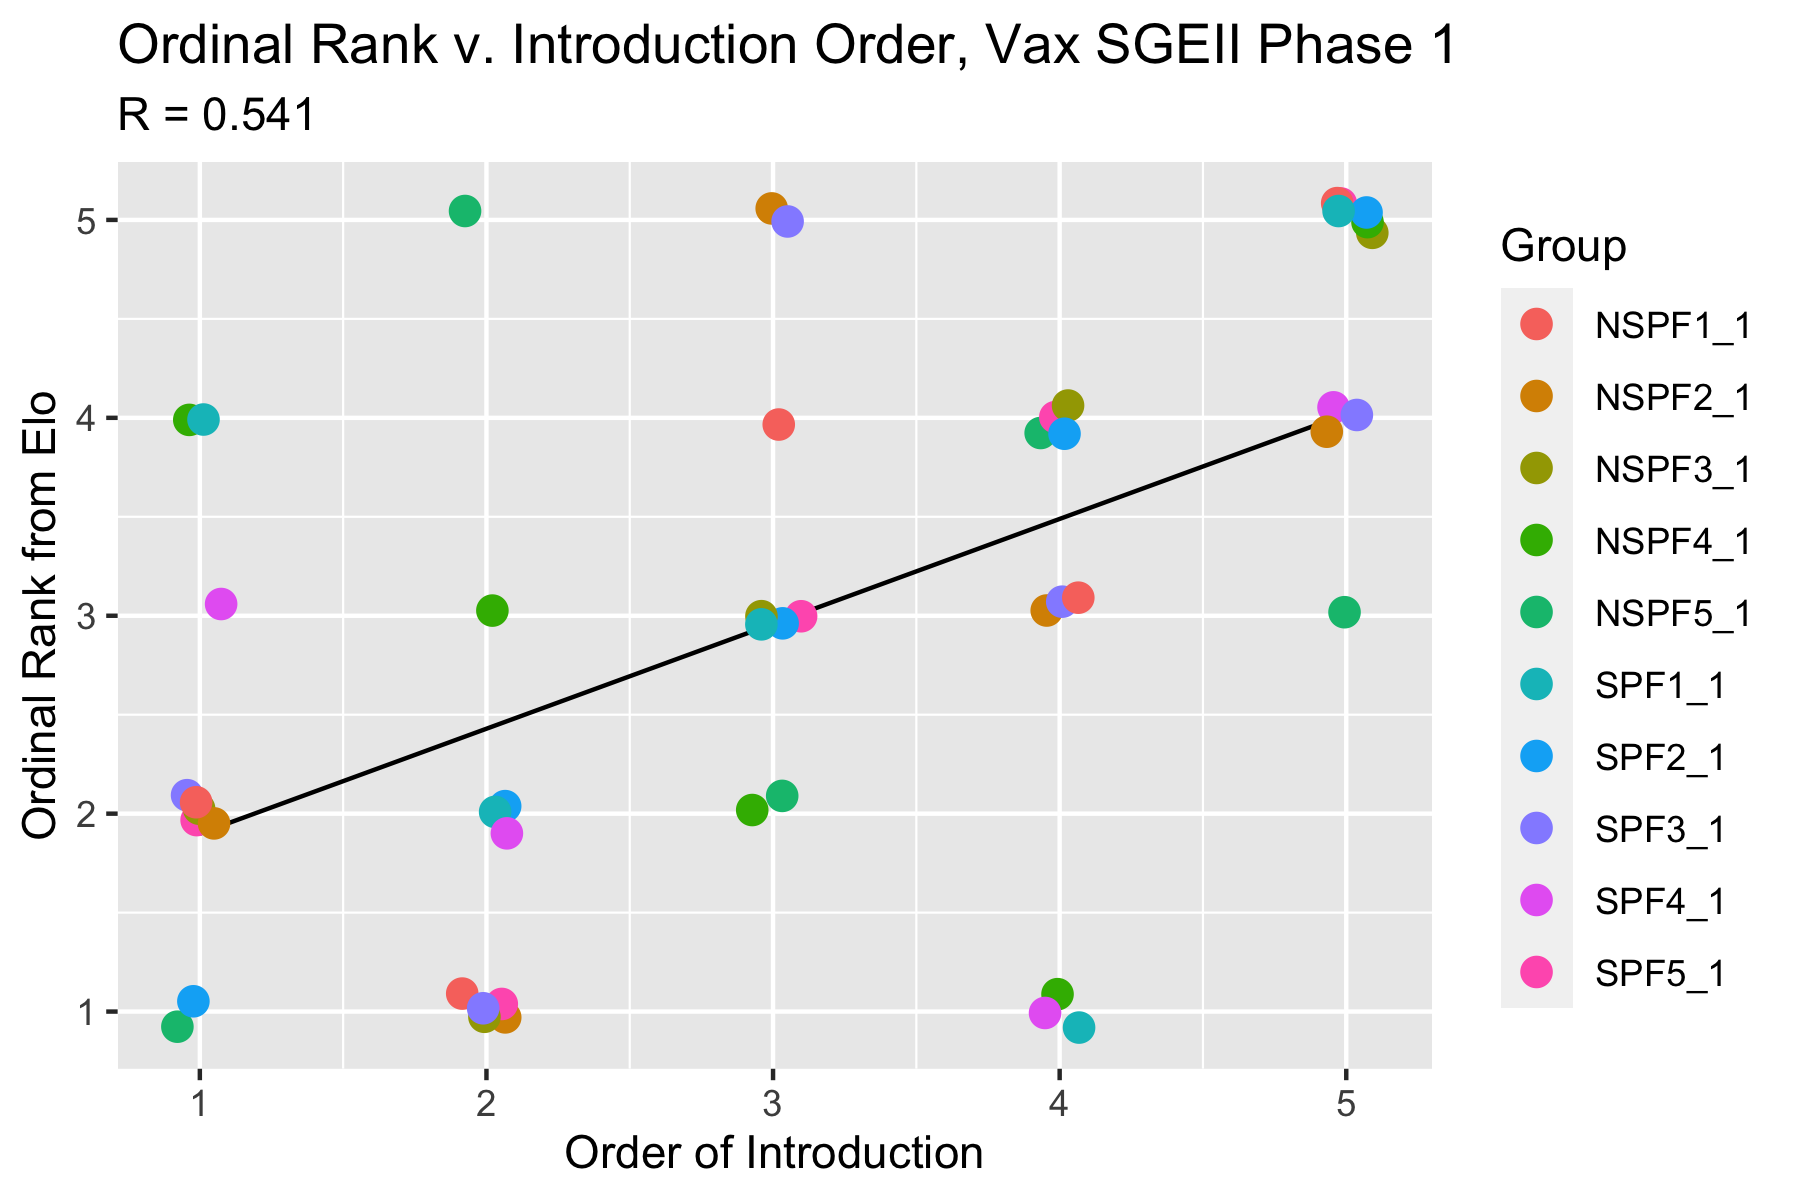 Ordinal Rank v. Introduction Order, Vax SGEII Phase 1
R = 0.541
Ordinal Rank from Elo
5
4
3
2
1
1 2 3 4 5
Order of Introduction
Group
NSPF1_1
NSPF2_1
NSPF3_1
NSPF4_1
NSPF5_1
SPF1_1
SPF2_1
SPF3_1
SPF4_1
SPF5_1